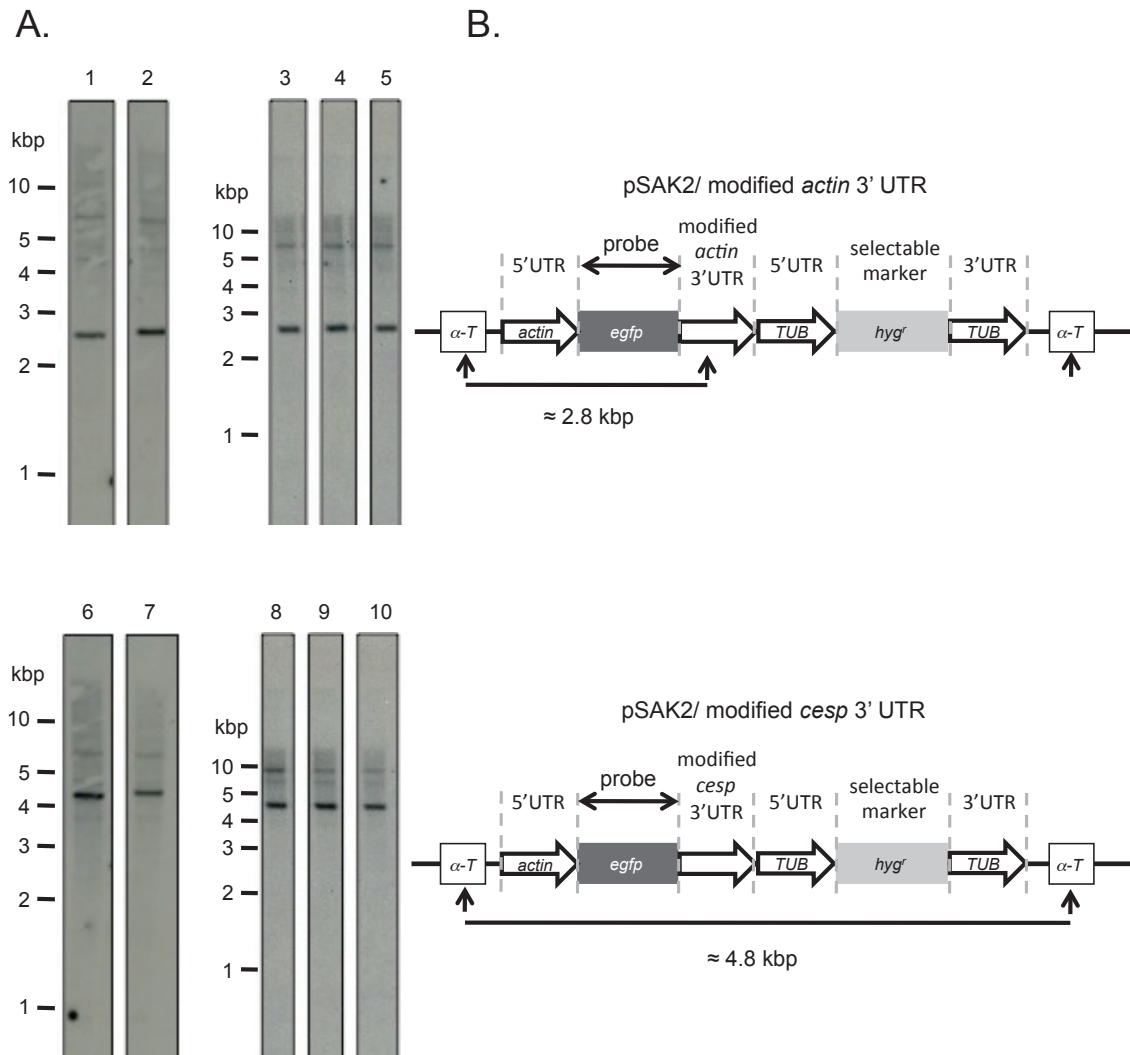 A.
B.
1 2
3 4 5
kbp
10
5
4
3
2
1
kbp
10
5
4
3
2
1
pSAK2/ modified actin 3’ UTR
5’UTR
probe
modified
actin
3’UTR
5’UTR
selectable
marker
3’UTR
α-T
actin
egfp
TUB
hygʳ
TUB
α-T
≈ 2.8 kbp
6 7
8 9 10
kbp
10
5
4
3
2
1
kbp
10
5
4
3
2
1
pSAK2/ modified cesp 3’ UTR
5’UTR
probe
modified
cesp
3’UTR
5’UTR
selectable
marker
3’UTR
α-T
actin
egfp
TUB
hygʳ
TUB
α-T
≈ 4.8 kbp